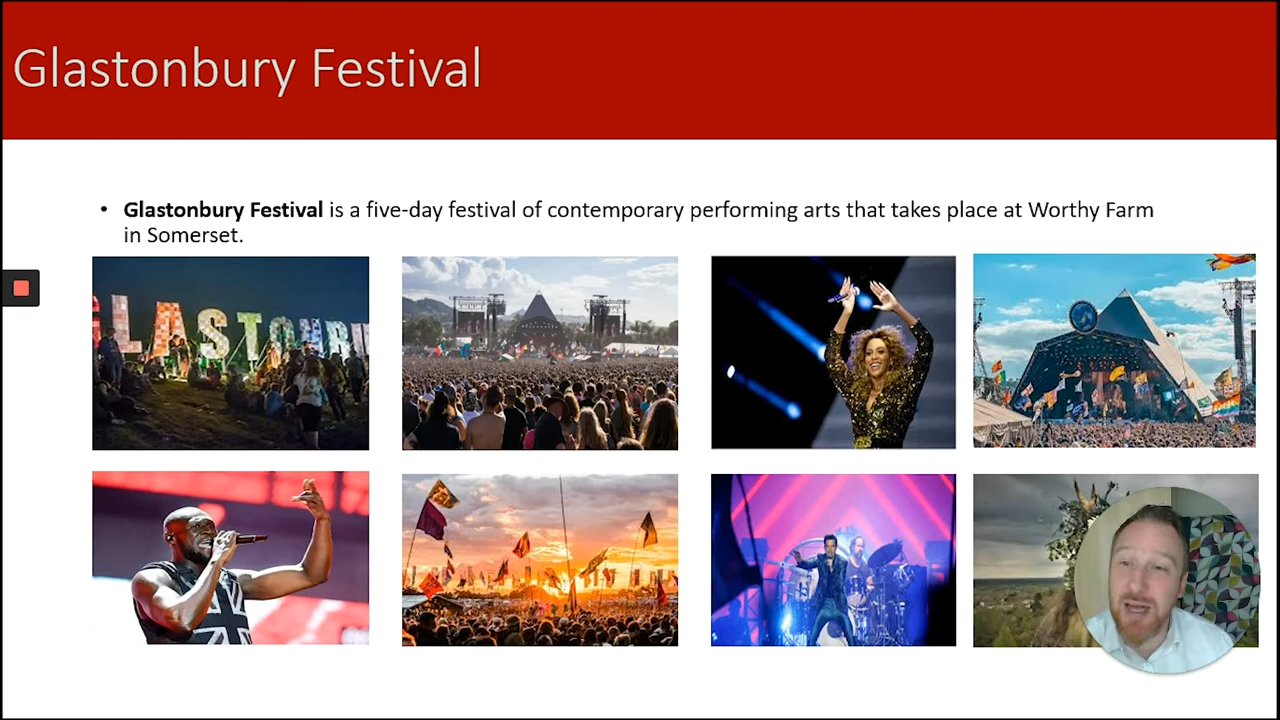 Glastonbury Festival
• Glastonbury Festival is a five-day festival of contemporary performing arts that takes place at Worthy Farm
in Somerset.
GLASTONBU